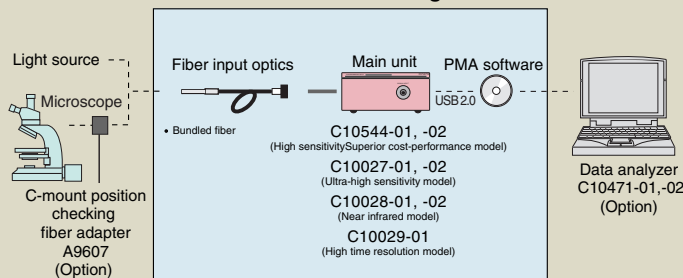 Light source
Microscope
C-mount position
checking
fiber adapter
A9607
(Option)
Fiber input optics
• Bundled fiber
Main unit
PMA software
USB 2.0
C10544-01, -02
(High sensitivitySuperior cost-performance model)
C10027-01, -02
(Ultra-high sensitivity model)
C10028-01, -02
(Near infrared model)
C10029-01
(High time resolution model)
Data analyzer
C10471-01,-02
(Option)